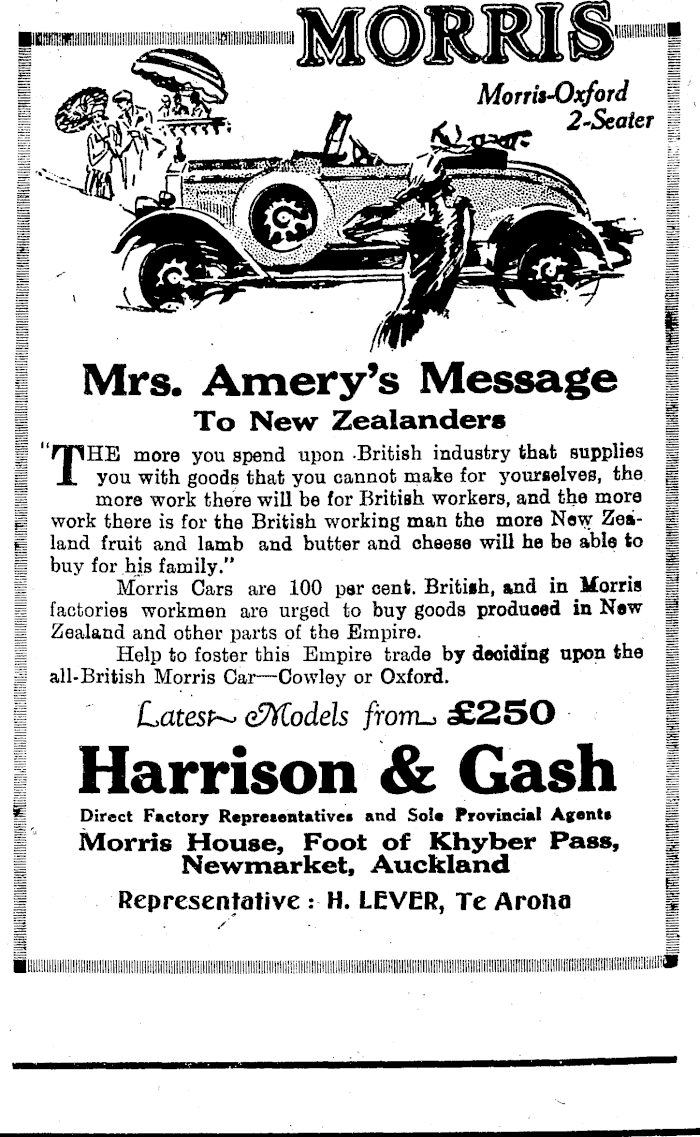 MORRIS
Morris-Oxford
2-Seater
Mrs. Amery's Message
To New Zealanders
"THE more you spend upon British industry that supplies
you with goods that you cannot make for yourselves, the
more work there will be for British workers, and the more
work there is for the British working man the more New Zea-
land fruit and lamb and butter and cheese will he be able to
buy for his family."
Morris Cars are 100 per cent. British, and in Morris
factories workmen are urged to buy goods produced in New
Zealand and other parts of the Empire.
Help to foster this Empire trade by deciding upon the
all-British Morris Car—Cowley or Oxford.
Latest Models from £250
Harrison & Gash
Direct Factory Representatives and Sole Provincial Agents
Morris House, Foot of Khyber Pass,
Newmarket, Auckland
Representative: H. LEVER, Te Aroha